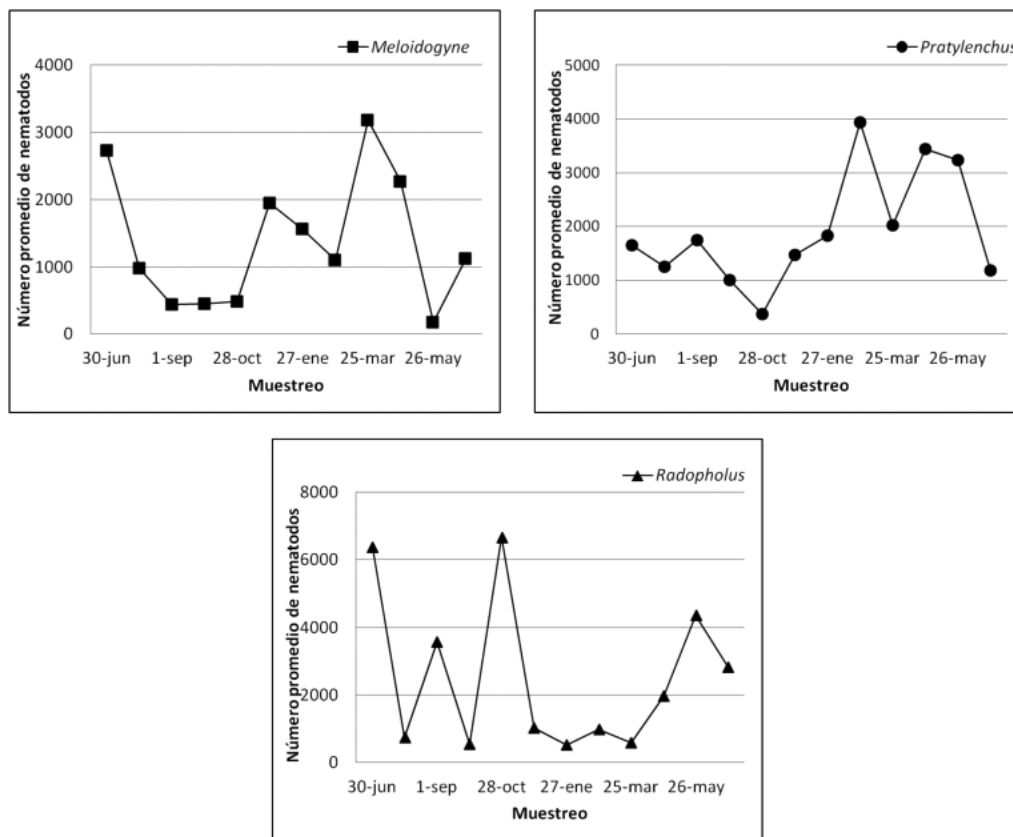 Meloidogyne
4000
3000
2000
1000
0
Número promedio de nematodos
30-jun 1-sep 28-oct 27-ene 25-mar 26-may
Muestreo
Pratylenchus
5000
4000
3000
2000
1000
0
Número promedio de nematodos
30-jun 1-sep 28-oct 27-ene 25-mar 26-may
Muestreo
Radopholus
8000
6000
4000
2000
0
Número promedio de nematodos
30-jun 1-sep 28-oct 27-ene 25-mar 26-may
Muestreo